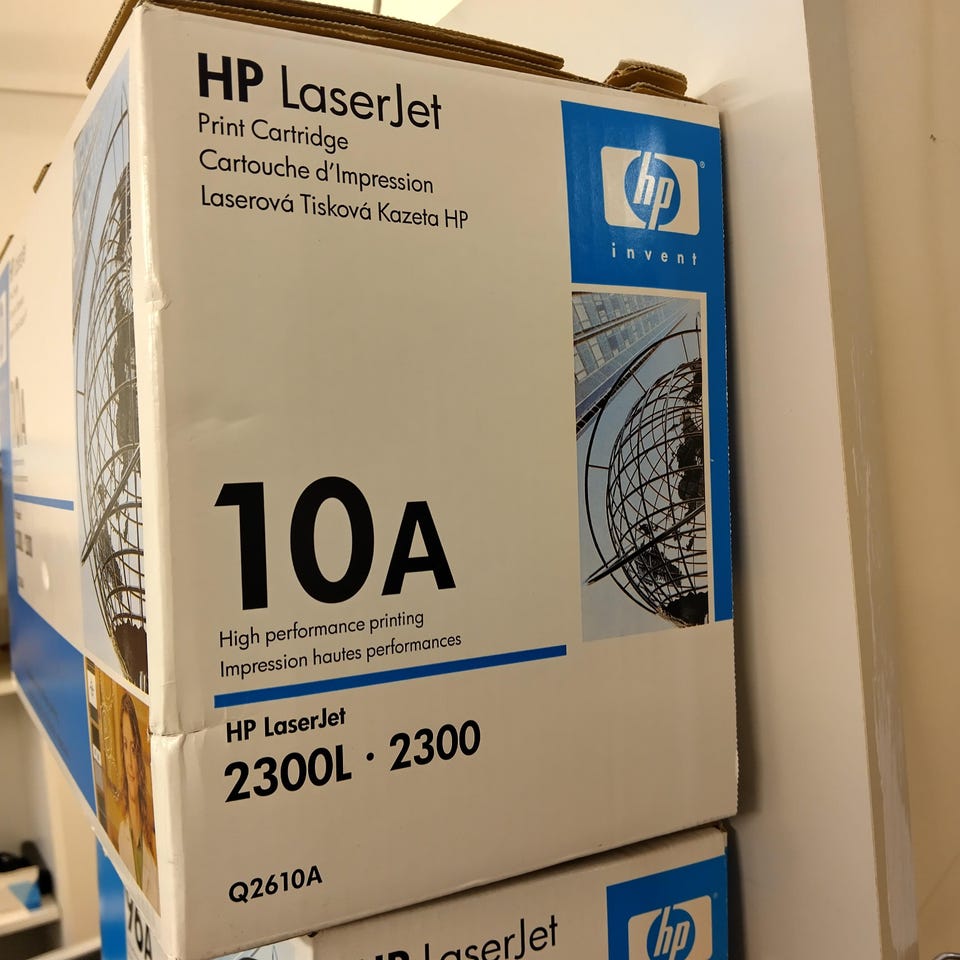 HP LaserJet
Print Cartridge
Cartouche d'Impression
Laserová Tisková Kazeta HP
hp®
invent
10A
High performance printing
Impression hautes performances
HP LaserJet
2300L · 2300
Q2610A
HP LaserJet
hp
10A